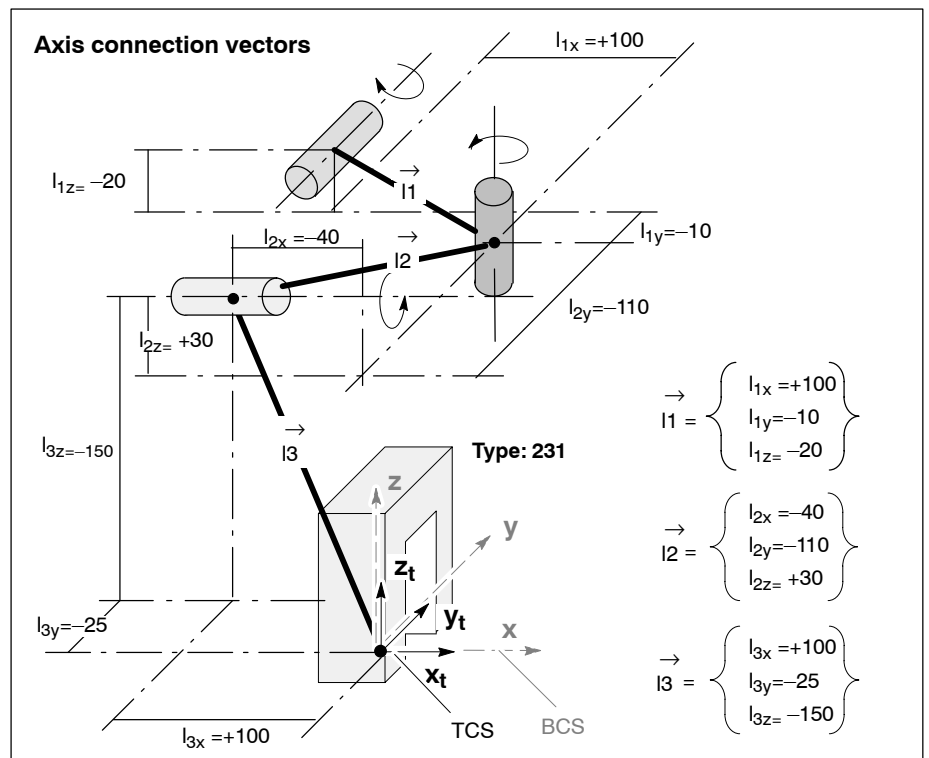 Axis connection vectors
l1x =+100
l1z= –20
→
l1
l1y=–10
l2x =–40
→
l2
l2y=–110
l2z= +30
l3z=–150
→
l3
Type: 231
z
y
zt
yt
x
xt
l3y=–25
l3x =+100
TCS
BCS
→
l1 =
l1x =+100
l1y=–10
l1z= –20
→
l2 =
l2x =–40
l2y=–110
l2z= +30
→
l3 =
l3x =+100
l3y=–25
l3z= –150